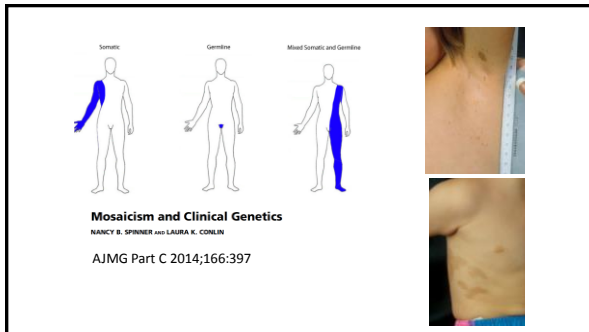 Somatic
Germline
Mixed Somatic and Germline
Mosaicism and Clinical Genetics
NANCY B. SPINNER AND LAURA K. CONLIN
AJMG Part C 2014;166:397